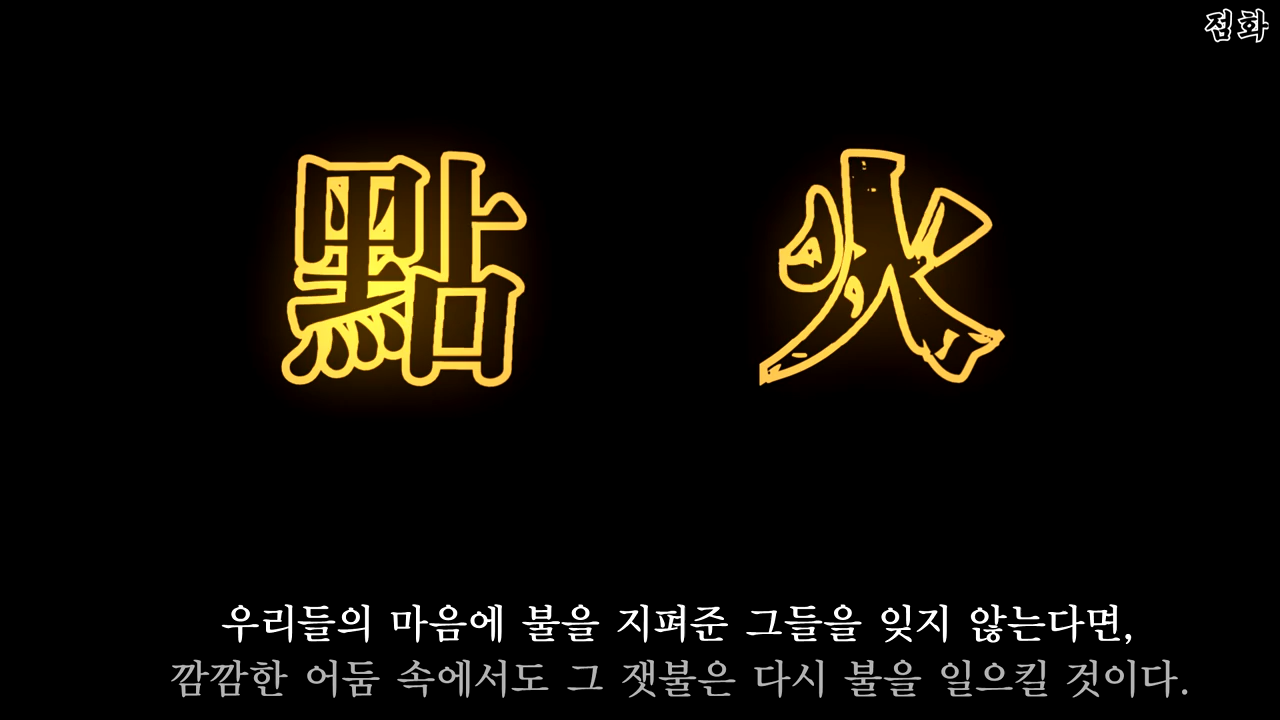 점화
點 火
우리들의 마음에 불을 지펴준 그들을 잊지 않는다면,
깜깜한 어둠 속에서도 그 잿불은 다시 불을 일으킬 것이다.